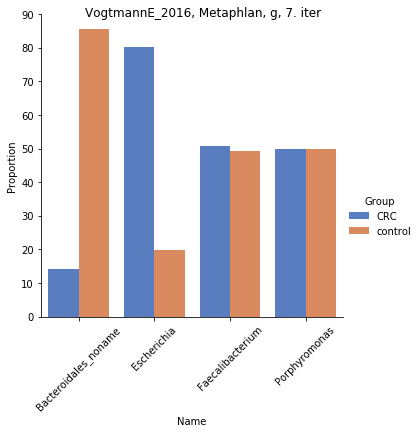 VogtmannE_2016, Metaphlan, g, 7. iter
90
80
70
60
50
40
30
20
10
0
Proportion
Bacteroidales_noname
Escherichia
Faecalibacterium
Porphyromonas
Name
Group
CRC
control